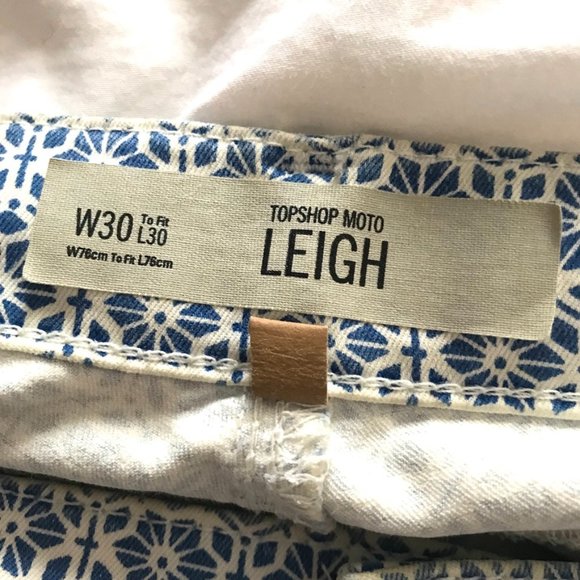 W30 To Fit L30
W76cm To Fit L76cm
TOPSHOP MOTO
LEIGH